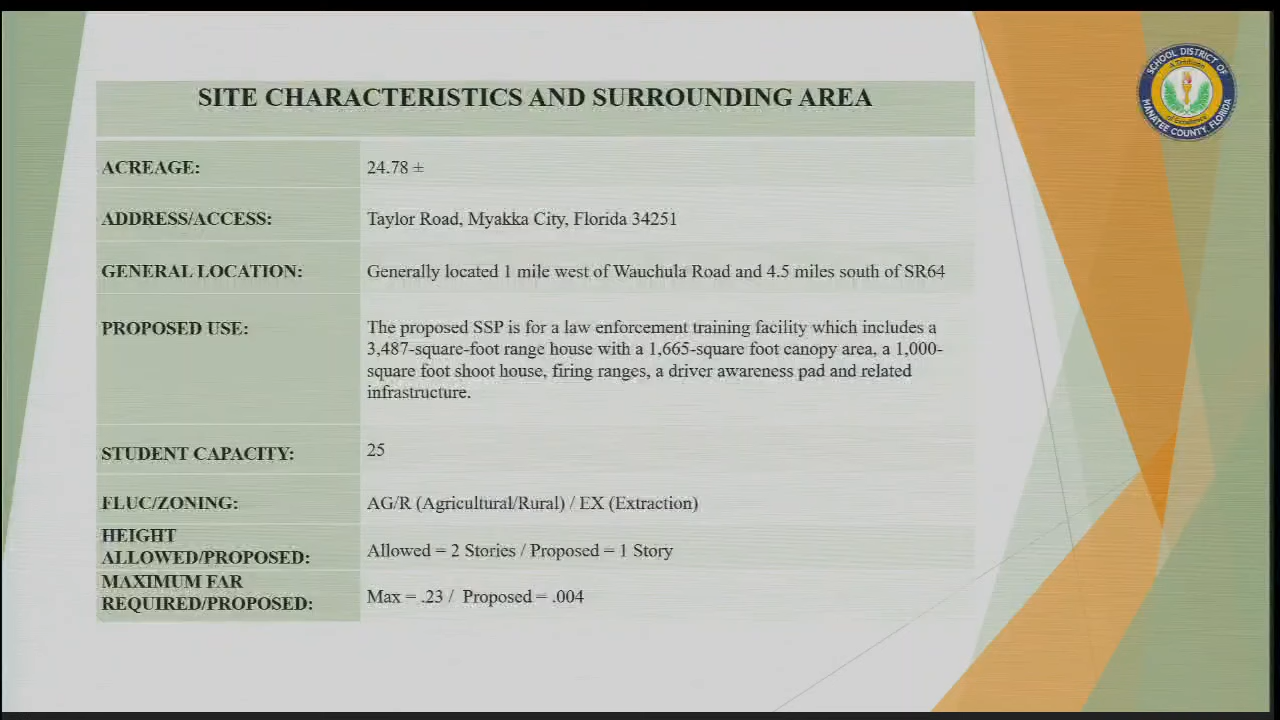 SITE CHARACTERISTICS AND SURROUNDING AREA
ACREAGE: 24.78 ±
ADDRESS/ACCESS: Taylor Road, Myakka City, Florida 34251
GENERAL LOCATION: Generally located 1 mile west of Wauchula Road and 4.5 miles south of SR64
PROPOSED USE: The proposed SSP is for a law enforcement training facility which includes a
3,487-square-foot range house with a 1,665-square foot canopy area, a 1,000-
square foot shoot house, firing ranges, a driver awareness pad and related
infrastructure.
STUDENT CAPACITY: 25
FLUC/ZONING: AG/R (Agricultural/Rural) / EX (Extraction)
HEIGHT
ALLOWED/PROPOSED: Allowed = 2 Stories / Proposed = 1 Story
MAXIMUM FAR
REQUIRED/PROPOSED: Max = .23 / Proposed = .004
SCHOOL DISTRICT OF
A Tradition
of Excellence
MANATEE COUNTY, FLORIDA